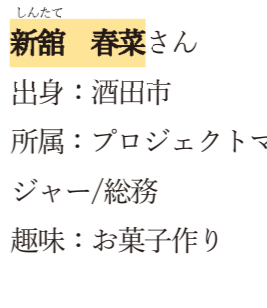 しんたて
新舘　春菜さん
出身：酒田市
所属：プロジェクトマ
ジャー/総務
趣味：お菓子作り